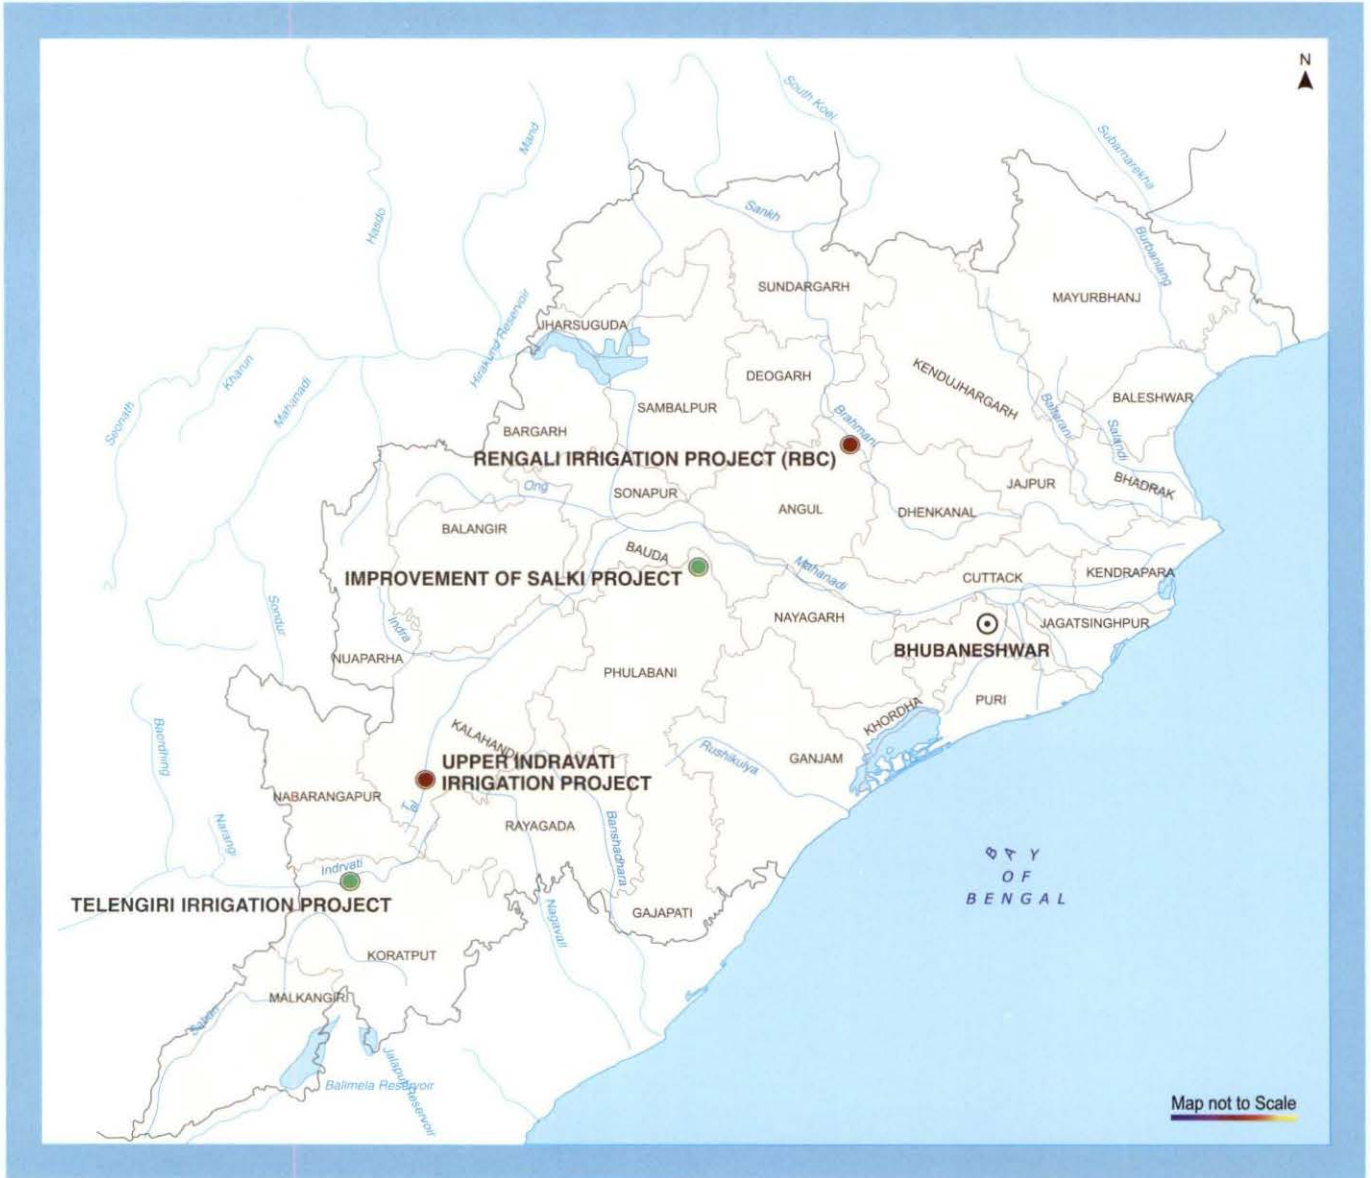 N
South Koel
Subarnarekha
Mand
Hasdo
Sankh
Burbanlang
SUNDARGARH
MAYURBHANJ
Hirakund Reservoir
JHARSUGUDA
Kharun
Mahanadi
Seonath
DEOGARH
KENDUJHARGARH
BALESHWAR
SAMBALPUR
Brahmani
Baiterani
Salandi
BARGARH
RENGALI IRRIGATION PROJECT (RBC)
Ong
SONAPUR
JAJPUR
BHADRAK
ANGUL
DHENKANAL
BALANGIR
BAUDA
Mahanadi
IMPROVEMENT OF SALKI PROJECT
CUTTACK
KENDRAPARA
Sondur
Indra
NAYAGARH
JAGATSINGHPUR
BHUBANESHWAR
NUAPARHA
PHULABANI
PURI
KHORDHA
Baordhing
KALAHANDI
Rushikulya
GANJAM
UPPER INDRAVATI
IRRIGATION PROJECT
NABARANGAPUR
Tal
Narangi
RAYAGADA
Banshadhara
BAY
OF
BENGAL
Indrvati
TELENGIRI IRRIGATION PROJECT
Nagavali
GAJAPATI
KORATPUT
MALKANGIRI
Balimela Reservoir
Jalaput Reservoir
Map not to Scale